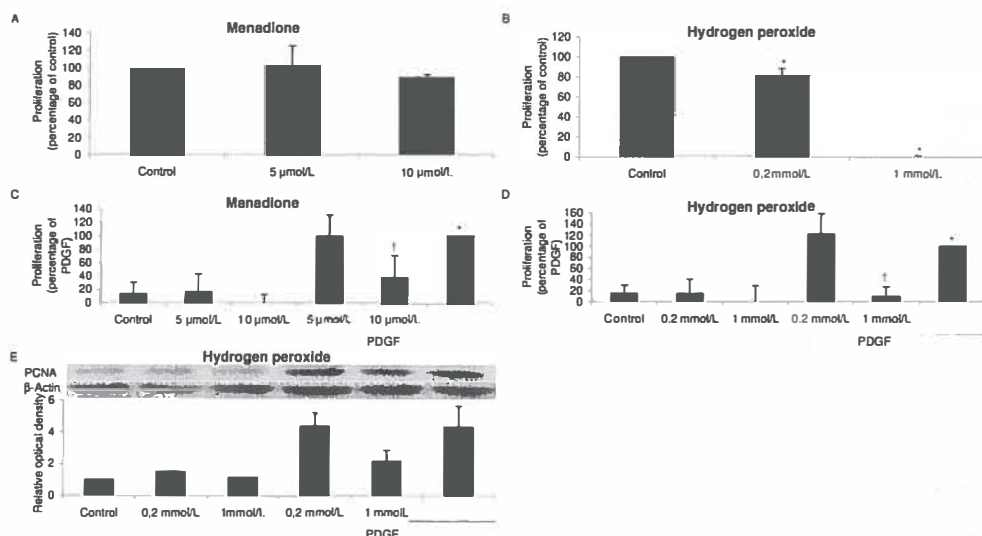 A
Menadione
Proliferation
(percentage of control)
140
120
100
80
60
40
20
0
Control
5 µmol/L
10 µmol/L
B
Hydrogen peroxide
Proliferation
(percentage of control)
120
100
80
60
40
20
0
*
*
Control
0,2mmol/L
1 mmol/L
C
Manadione
Proliferation
(percentage of
PDGF)
140
120
100
80
60
40
20
0
†
*
Control
5 µmol/L
10 µmol/L
5 µmol/L
10 µmol/L
PDGF
D
Hydrogen peroxide
Proliferation
(percentage of
PDGF)
160
140
120
100
80
60
40
20
0
†
*
Control
0.2 mmol/L
1 mmol/L
0.2 mmol/L
1 mmol/L
PDGF
E
Hydrogen peroxide
PCNA
β-Actin
Relative optical density
6
4
2
0
Control
0,2 mmol/L
1mmol/L
0,2 mmol/L
1 mmolL
PDGF